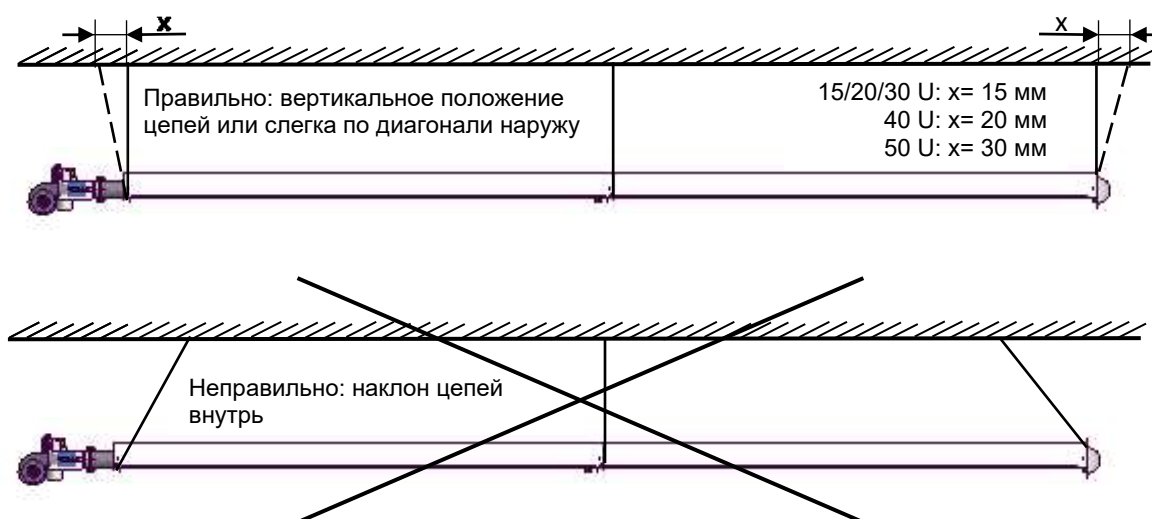 x
x
Правильно: вертикальное положение
цепей или слегка по диагонали наружу
15/20/30 U: x= 15 мм
40 U: x= 20 мм
50 U: x= 30 мм
Неправильно: наклон цепей
внутрь